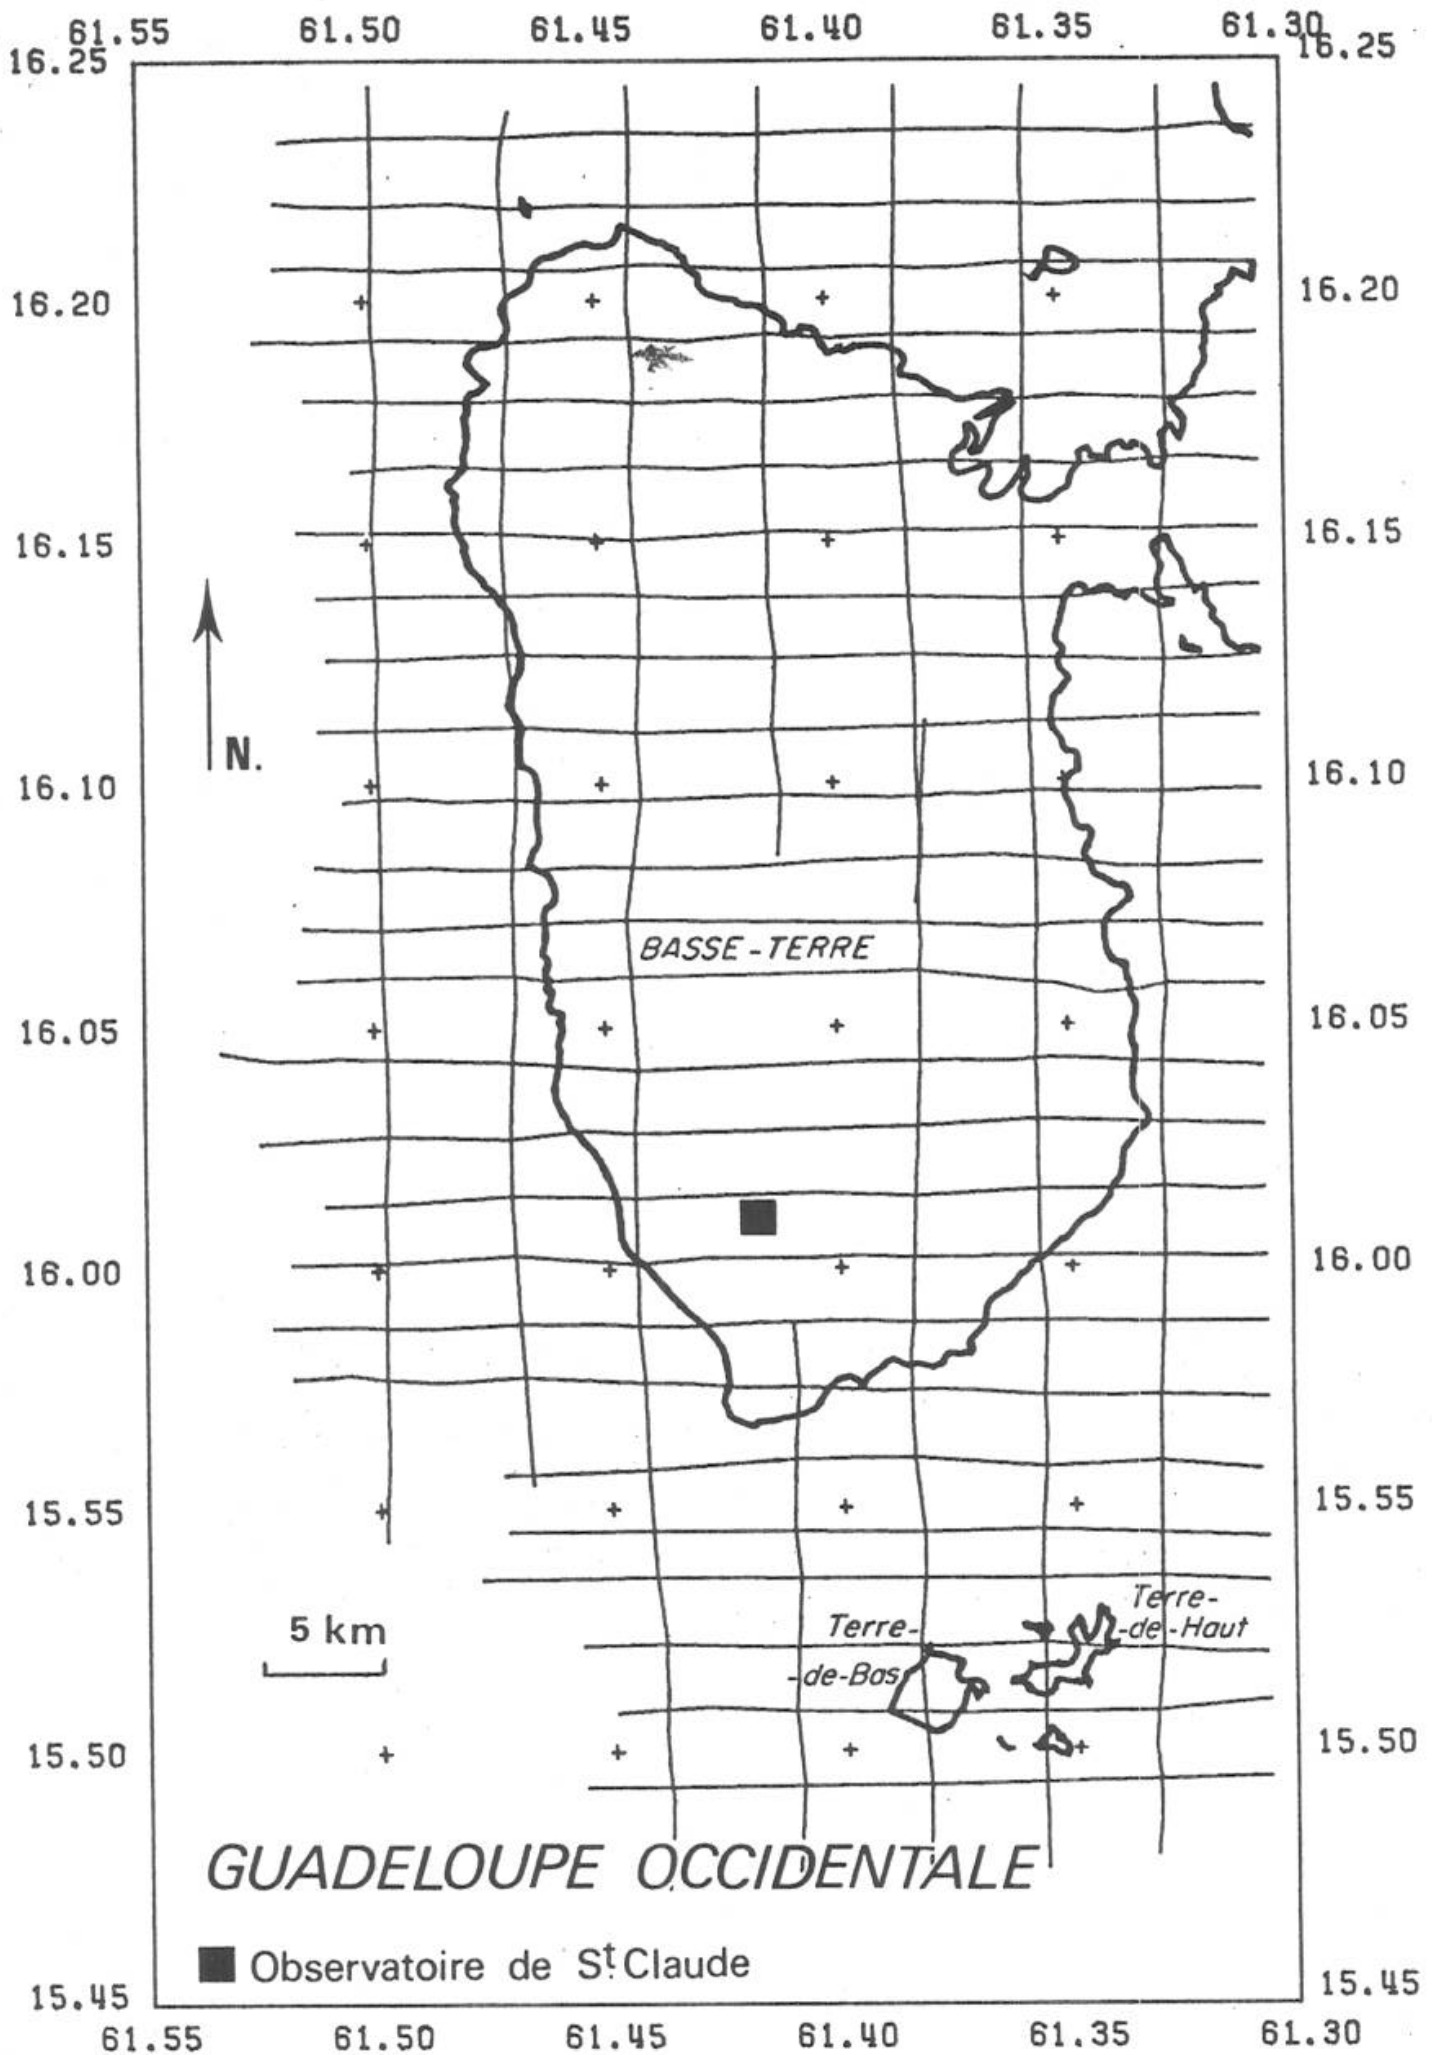 61.55 61.50 61.45 61.40 61.35 61.30
16.25 16.25
16.20 16.20
16.15 16.15
N.
16.10 16.10
BASSE-TERRE
16.05 16.05
16.00 16.00
15.55 15.55
5 km
Terre-
-de-Bas
Terre-
-de-Haut
15.50 15.50
GUADELOUPE OCCIDENTALE
Observatoire de St. Claude
15.45 15.45
61.55 61.50 61.45 61.40 61.35 61.30